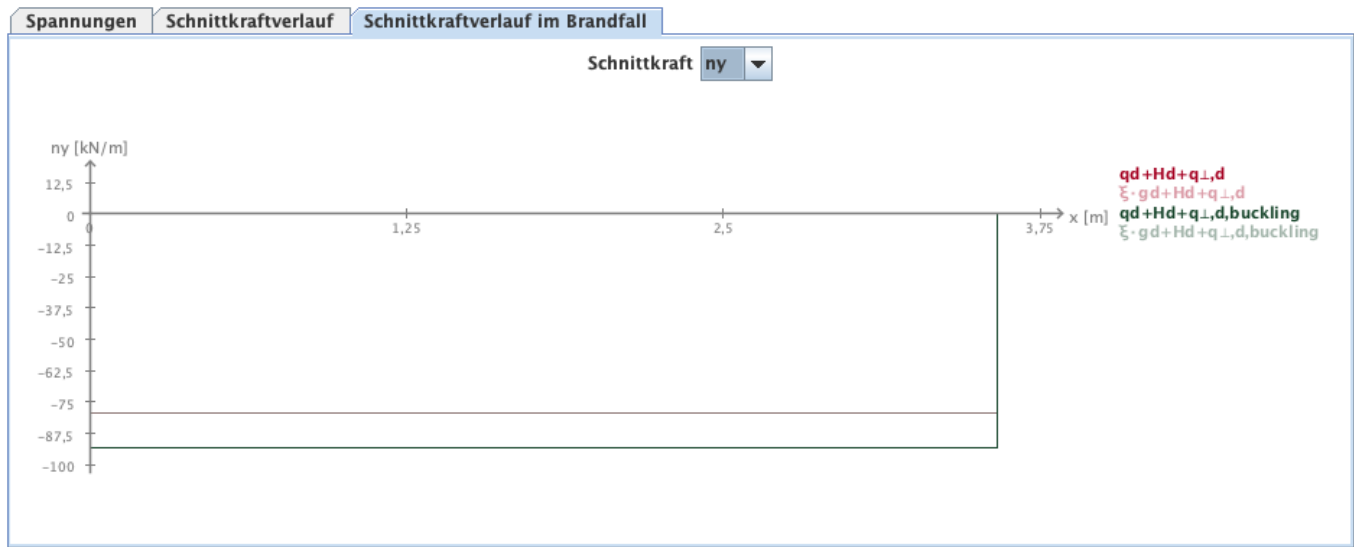 Spannungen Schnittkraftverlauf Schnittkraftverlauf im Brandfall
Schnittkraft ny
ny [kN/m]
12,5
0
-12,5
-25
-37,5
-50
-62,5
-75
-87,5
-100
0 1,25 2,5 3,75 x [m]
qd+Hd+q⊥,d
ξ·gd+Hd+q⊥,d
qd+Hd+q⊥,d,buckling
ξ·gd+Hd+q⊥,d,buckling